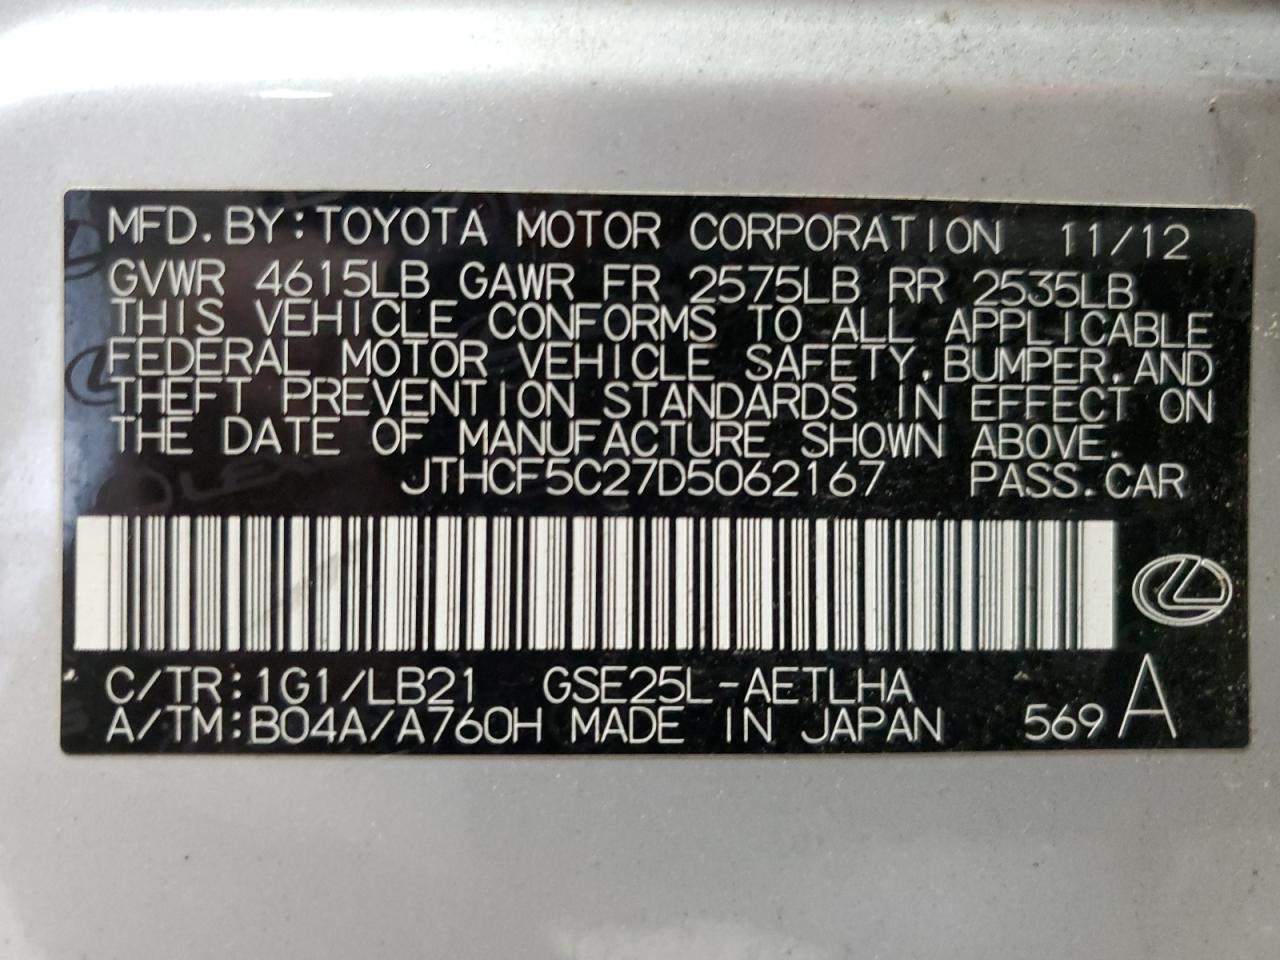 MFD. BY: TOYOTA MOTOR CORPORATION 11/12
GVWR 4615LB GAWR FR 2575LB RR 2535LB
THIS VEHICLE CONFORMS TO ALL APPLICABLE
FEDERAL MOTOR VEHICLE SAFETY, BUMPER, AND
THEFT PREVENTION STANDARDS IN EFFECT ON
THE DATE OF MANUFACTURE SHOWN ABOVE.
JTHCF5C27D5062167 PASS. CAR
C/TR: 1G1/LB21 GSE25L-AETLHA
A/TM: B04A/A760H MADE IN JAPAN 569 A